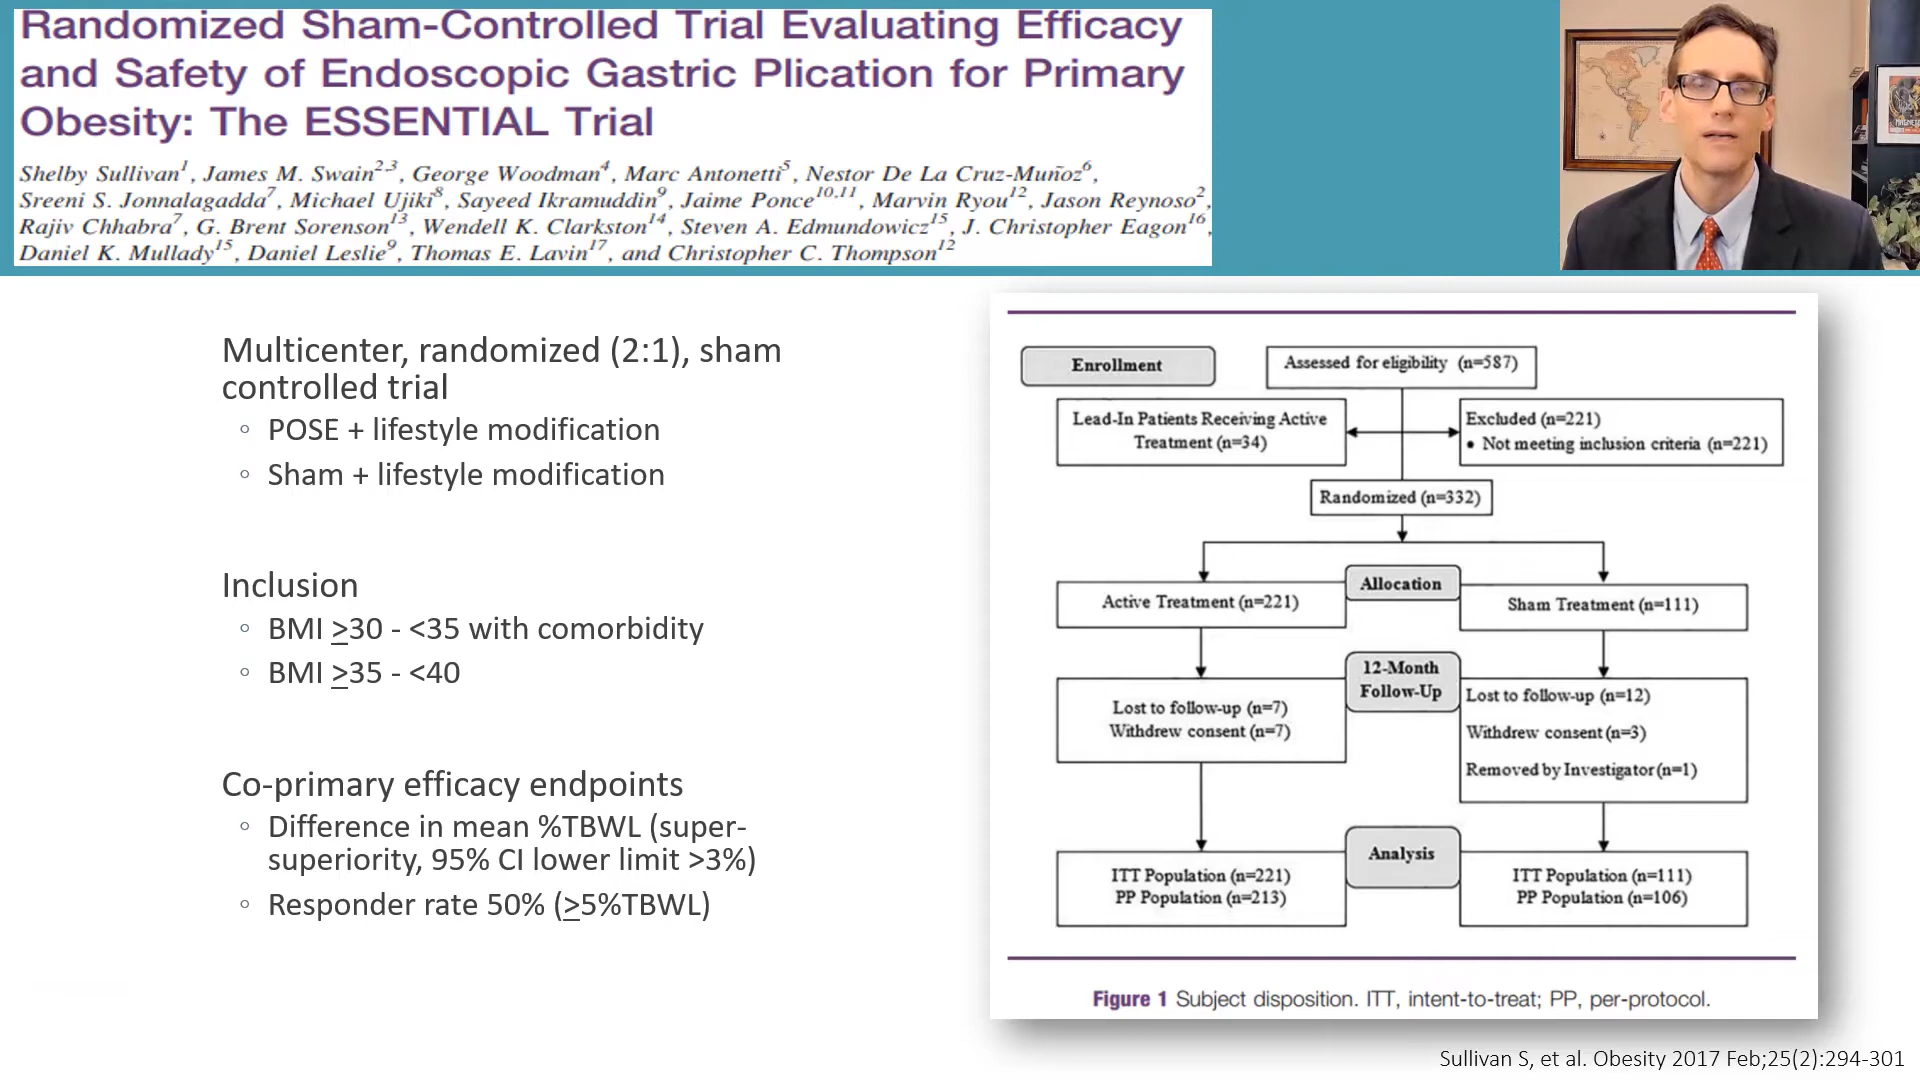 Randomized Sham-Controlled Trial Evaluating Efficacy
and Safety of Endoscopic Gastric Plication for Primary
Obesity: The ESSENTIAL Trial
Shelby Sullivan1, James M. Swain2,3, George Woodman4, Marc Antonetti5, Nestor De La Cruz-Muñoz6,
Sreeni S. Jonnalagadda7, Michael Ujiki8, Sayeed Ikramuddin9, Jaime Ponce10,11, Marvin Ryou12, Jason Reynoso2,
Rajiv Chhabra7, G. Brent Sorenson13, Wendell K. Clarkston14, Steven A. Edmundowicz15, J. Christopher Eagon16,
Daniel K. Mullady15, Daniel Leslie9, Thomas E. Lavin17, and Christopher C. Thompson12
Multicenter, randomized (2:1), sham
controlled trial
◦ POSE + lifestyle modification
◦ Sham + lifestyle modification
Inclusion
◦ BMI ≥30 - <35 with comorbidity
◦ BMI ≥35 - <40
Co-primary efficacy endpoints
◦ Difference in mean %TBWL (super-
superiority, 95% CI lower limit >3%)
◦ Responder rate 50% (≥5%TBWL)
Enrollment
Assessed for eligibility (n=587)
Lead-In Patients Receiving Active
Treatment (n=34)
Excluded (n=221)
• Not meeting inclusion criteria (n=221)
Randomized (n=332)
Allocation
Active Treatment (n=221)
Sham Treatment (n=111)
12-Month
Follow-Up
Lost to follow-up (n=7)
Withdrew consent (n=7)
Lost to follow-up (n=12)
Withdrew consent (n=3)
Removed by Investigator (n=1)
Analysis
ITT Population (n=221)
PP Population (n=213)
ITT Population (n=111)
PP Population (n=106)
Figure 1 Subject disposition. ITT, intent-to-treat; PP, per-protocol.
Sullivan S, et al. Obesity 2017 Feb;25(2):294-301